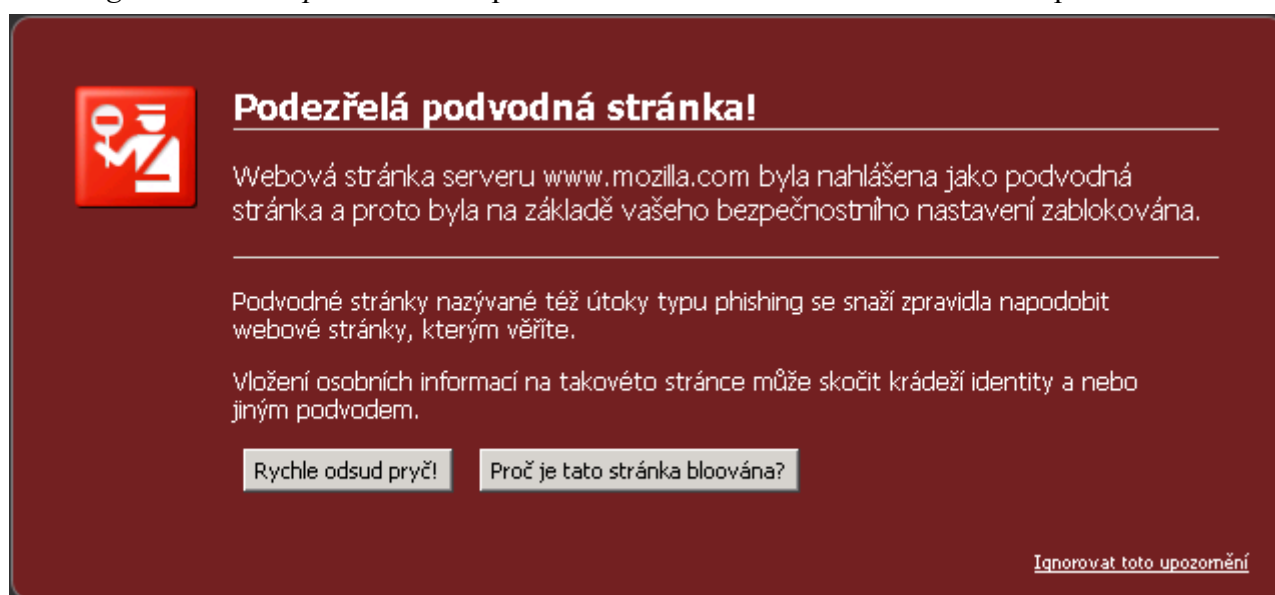 Podezřelá podvodná stránka!
Webová stránka serveru www.mozilla.com byla nahlášena jako podvodná
stránka a proto byla na základě vašeho bezpečnostního nastavení zablokována.
Podvodné stránky nazývané též útoky typu phishing se snaží zpravidla napodobit
webové stránky, kterým věříte.
Vložení osobních informací na takovéto stránce může skočit krádeží identity a nebo
jiným podvodem.
Rychle odsud pryč! Proč je tato stránka bloována?
Ignorovat toto upozornění